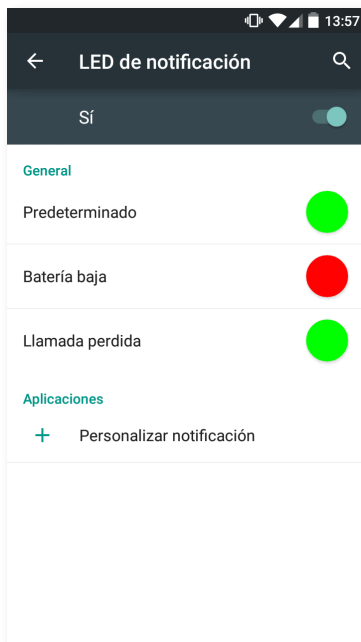 13:57
LED de notificación
Sí
General
Predeterminado
Batería baja
Llamada perdida
Aplicaciones
Personalizar notificación